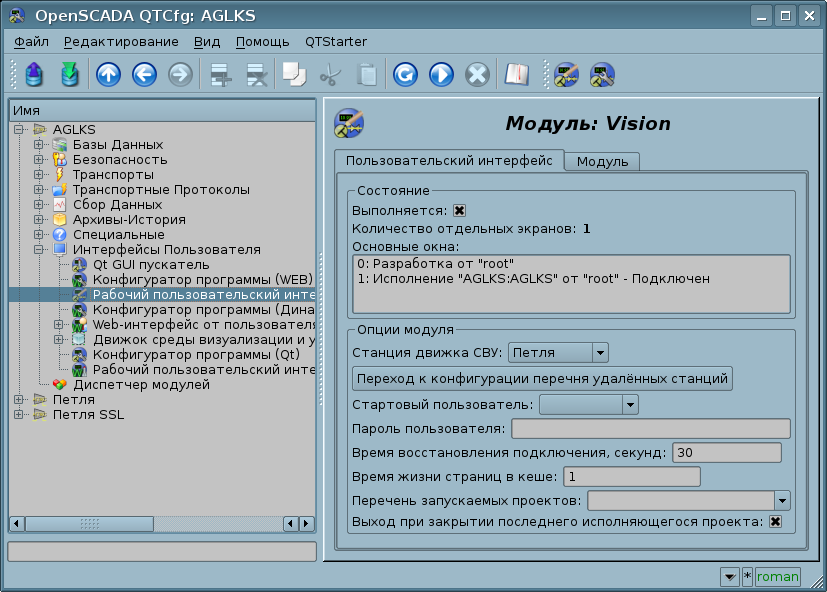 OpenSCADA QTCfg: AGLKS
Файл Редактирование Вид Помощь QTStarter
Имя
AGLKS
Базы Данных
Безопасность
Транспорты
Транспортные Протоколы
Сбор Данных
Архивы-История
Специальные
Интерфейсы Пользователя
Qt GUI пускатель
Конфигуратор программы (WEB)
Рабочий пользовательский инте
Конфигуратор программы (Дина
Web-интерфейс от пользователя
Движок среды визуализации и у
Конфигуратор программы (Qt)
Рабочий пользовательский инте
Диспетчер модулей
Петля
Петля SSL
Модуль: Vision
Пользовательский интерфейс Модуль
Состояние
Выполняется:
Количество отдельных экранов: 1
Основные окна:
0: Разработка от "root"
1: Исполнение "AGLKS:AGLKS" от "root" - Подключен
Опции модуля
Станция движка СВУ: Петля
Переход к конфигурации перечня удалённых станций
Стартовый пользователь:
Пароль пользователя:
Время восстановления подключения, секунд: 30
Время жизни страниц в кеше: 1
Перечень запускаемых проектов:
Выход при закрытии последнего исполняющегося проекта:
* roman